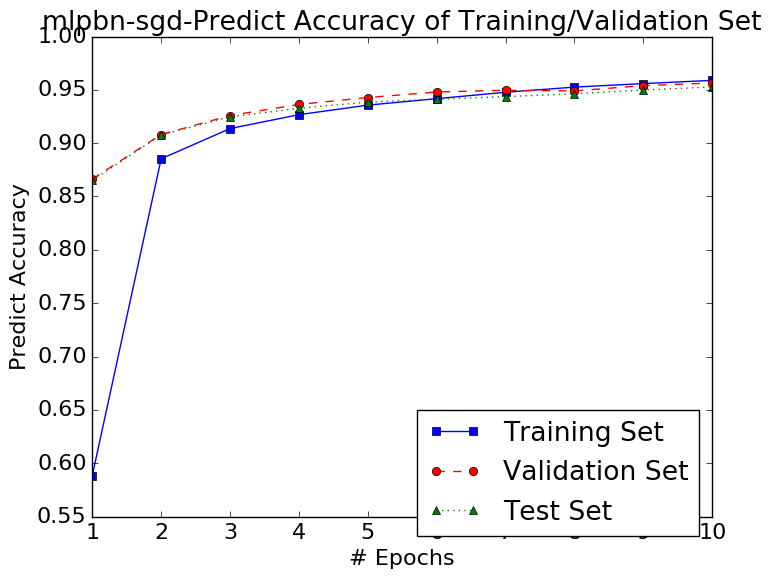 mlpbn-sgd-Predict Accuracy of Training/Validation Set
1.00
0.95
0.90
0.85
0.80
0.75
0.70
0.65
0.60
0.55
Predict Accuracy
Training Set
Validation Set
Test Set
1 2 3 4 5 10
# Epochs